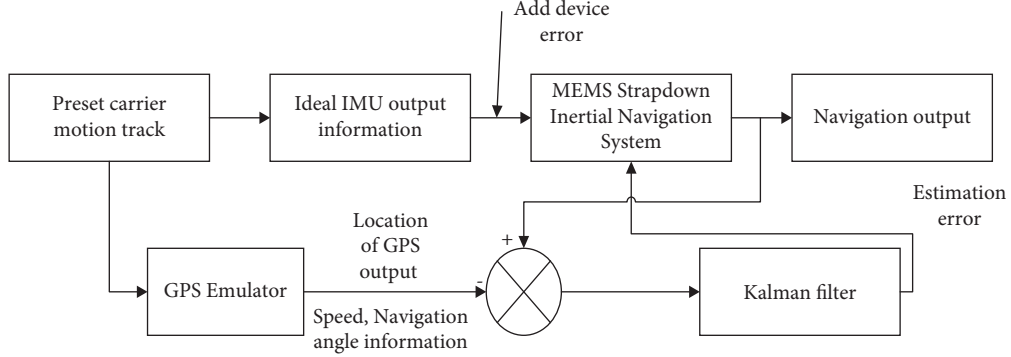 Add device
error
Preset carrier
motion track
Ideal IMU output
information
MEMS Strapdown
Inertial Navigation
System
Navigation output
Estimation
error
Location
of GPS
output
+
-
GPS Emulator
Kalman filter
Speed, Navigation
angle information